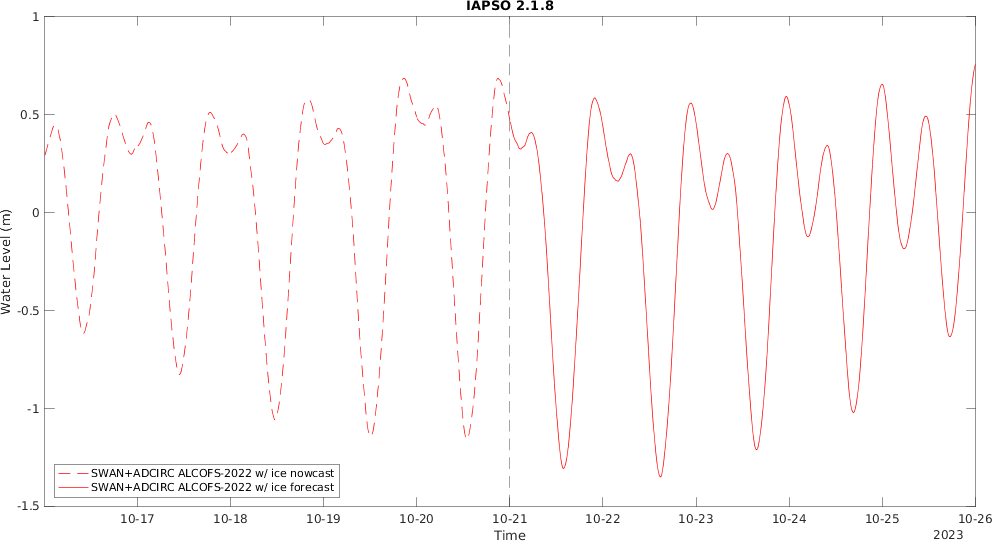 IAPSO 2.1.8
1
0.5
0
-0.5
-1
-1.5
Water Level (m)
SWAN+ADCIRC ALCOFS-2022 w/ ice nowcast
SWAN+ADCIRC ALCOFS-2022 w/ ice forecast
10-17 10-18 10-19 10-20 10-21 10-22 10-23 10-24 10-25 10-26
Time
2023